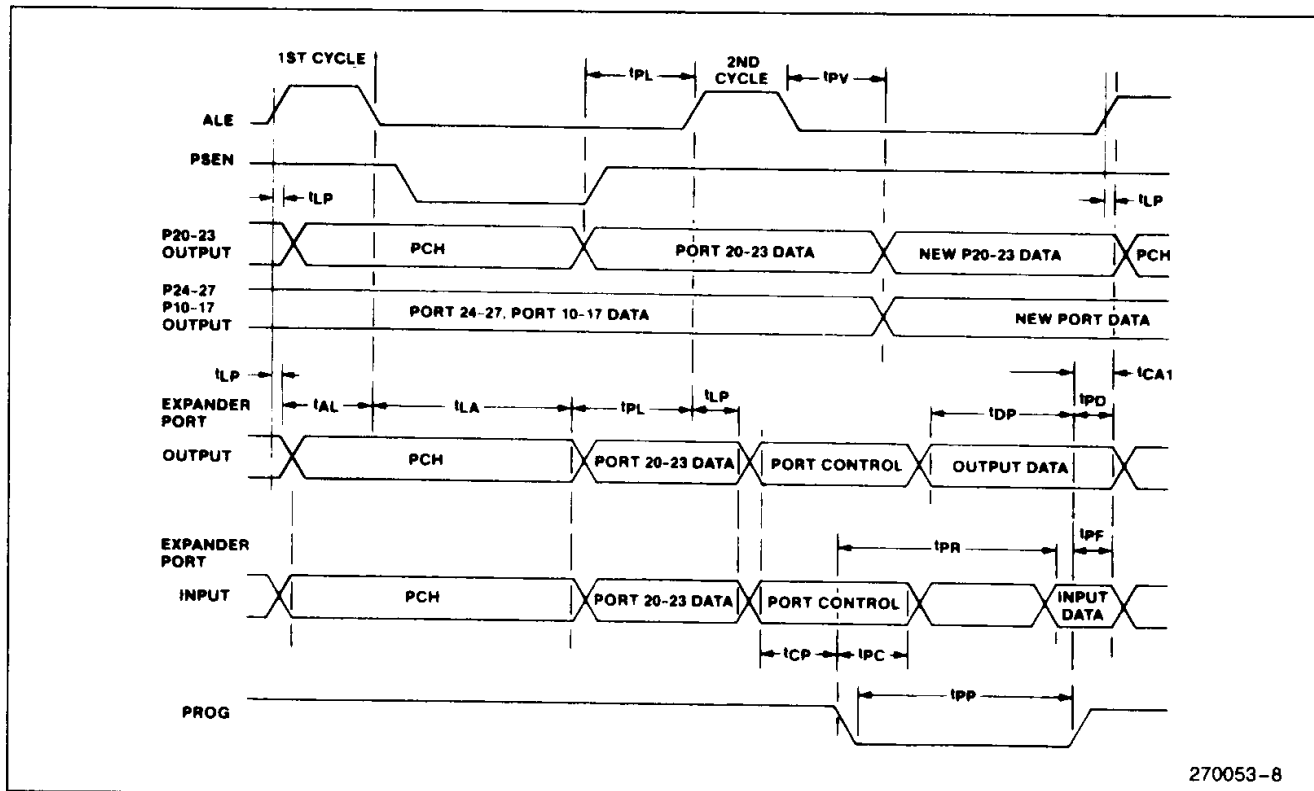 1ST CYCLE
tPL
2ND CYCLE
tPV
ALE
PSEN
tLP
tLP
P20-23 OUTPUT
PCH
PORT 20-23 DATA
NEW P20-23 DATA
PCH
P24-27
P10-17
OUTPUT
PORT 24-27, PORT 10-17 DATA
NEW PORT DATA
tLP
tCA1
EXPANDER PORT OUTPUT
tAL
tLA
tPL
tLP
tDP
tPD
PCH
PORT 20-23 DATA
PORT CONTROL
OUTPUT DATA
EXPANDER PORT INPUT
tPR
tPF
PCH
PORT 20-23 DATA
PORT CONTROL
INPUT DATA
tCP
tPC
PROG
tPP
270053-8